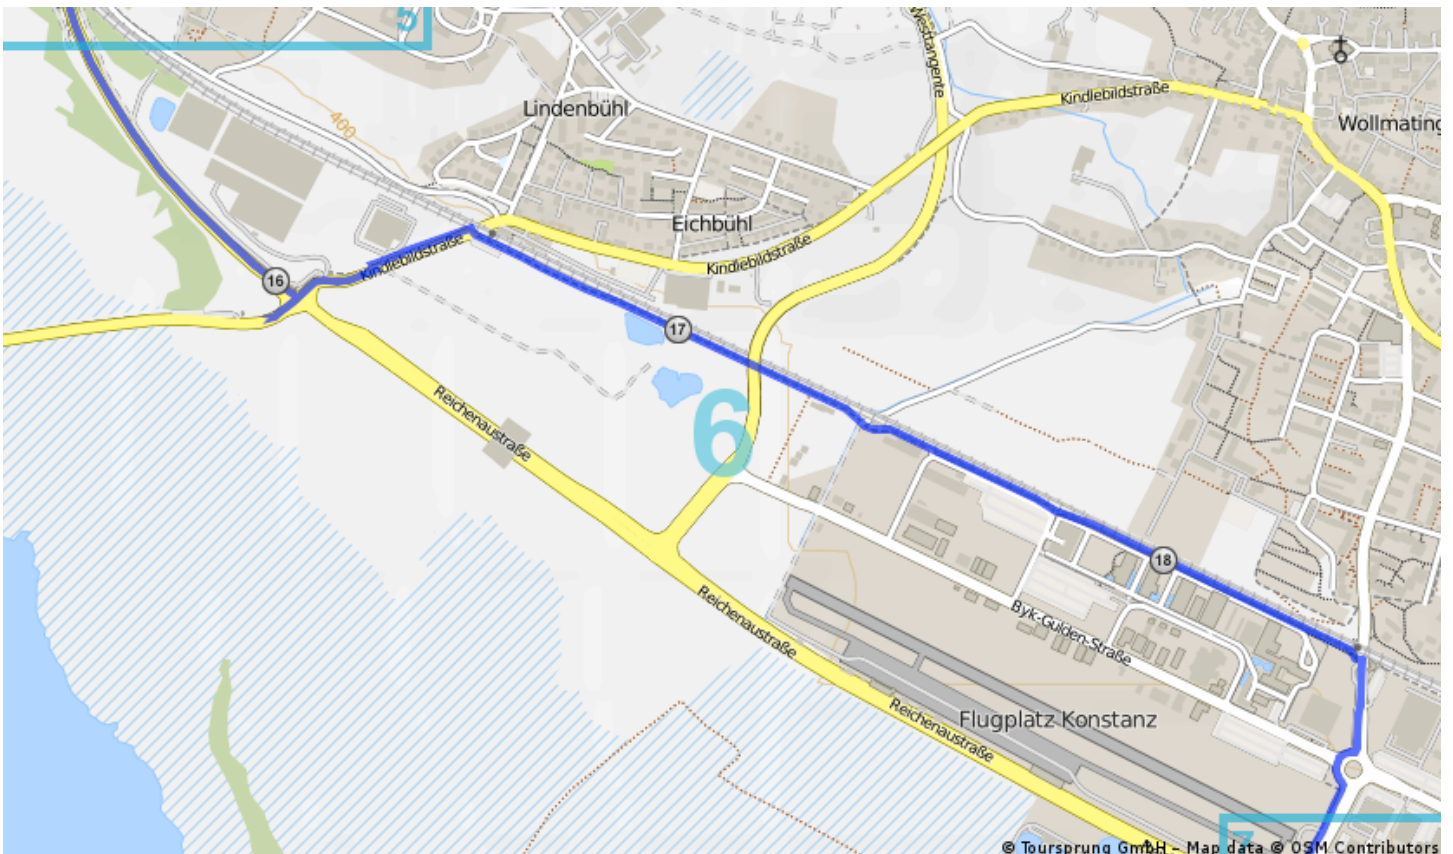 5
Westtangente
Kindlebildstraße
Lindenbühl
400
Wollmating
Eichbühl
Kindlebildstraße
Kindlebildstraße
16
17
6
Reichenaustraße
18
Reichenaustraße
Byk-Gulden-Straße
Reichenaustraße
Flugplatz Konstanz
7
© Toursprung GmbH – Map data © OSM Contributors